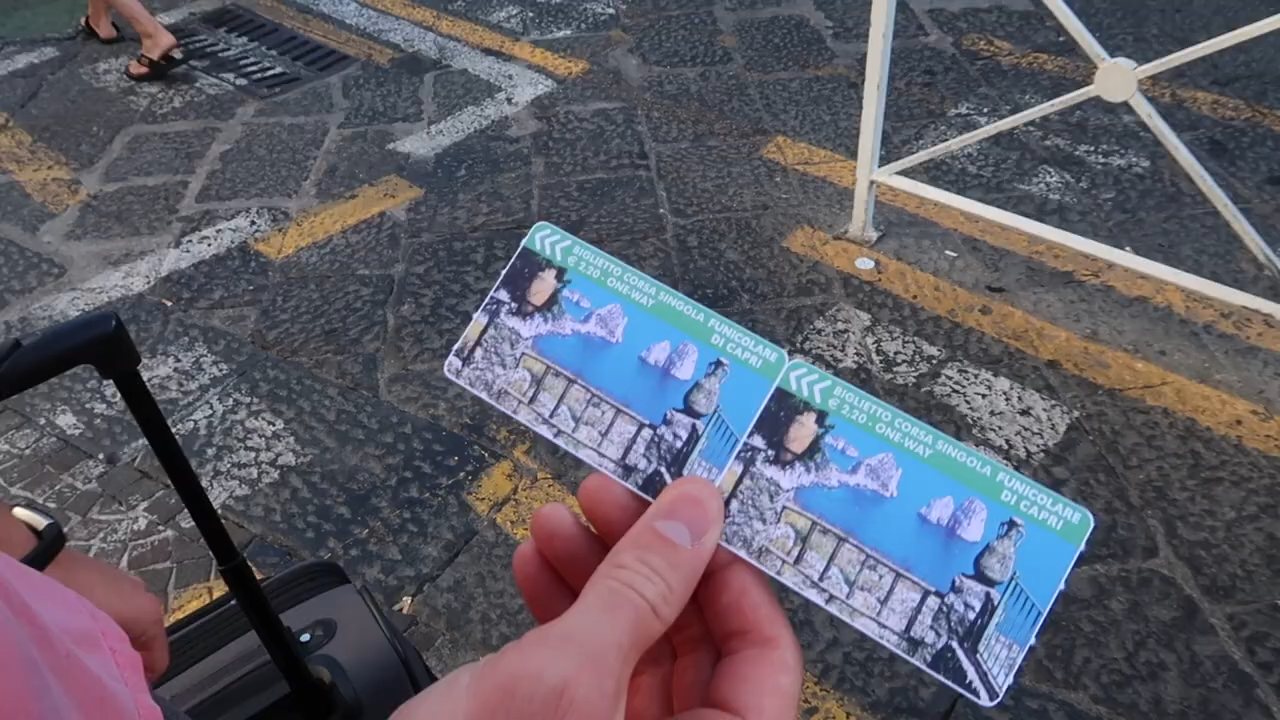 BIGLIETTO CORSA SINGOLA FUNICOLARE
€ 2,20 - ONE-WAY DI CAPRI
BIGLIETTO CORSA SINGOLA FUNICOLARE
€ 2,20 - ONE-WAY DI CAPRI